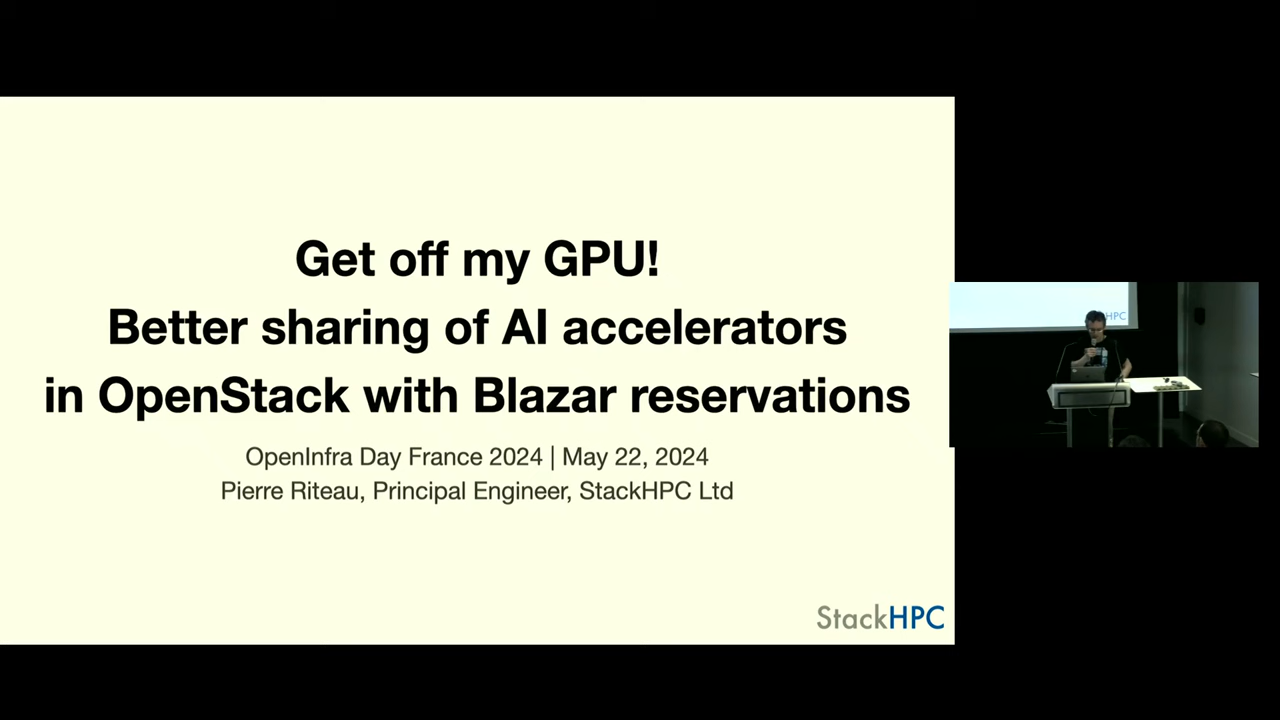 Get off my GPU!
Better sharing of AI accelerators
in OpenStack with Blazar reservations
OpenInfra Day France 2024 | May 22, 2024
Pierre Riteau, Principal Engineer, StackHPC Ltd
StackHPC
HPC